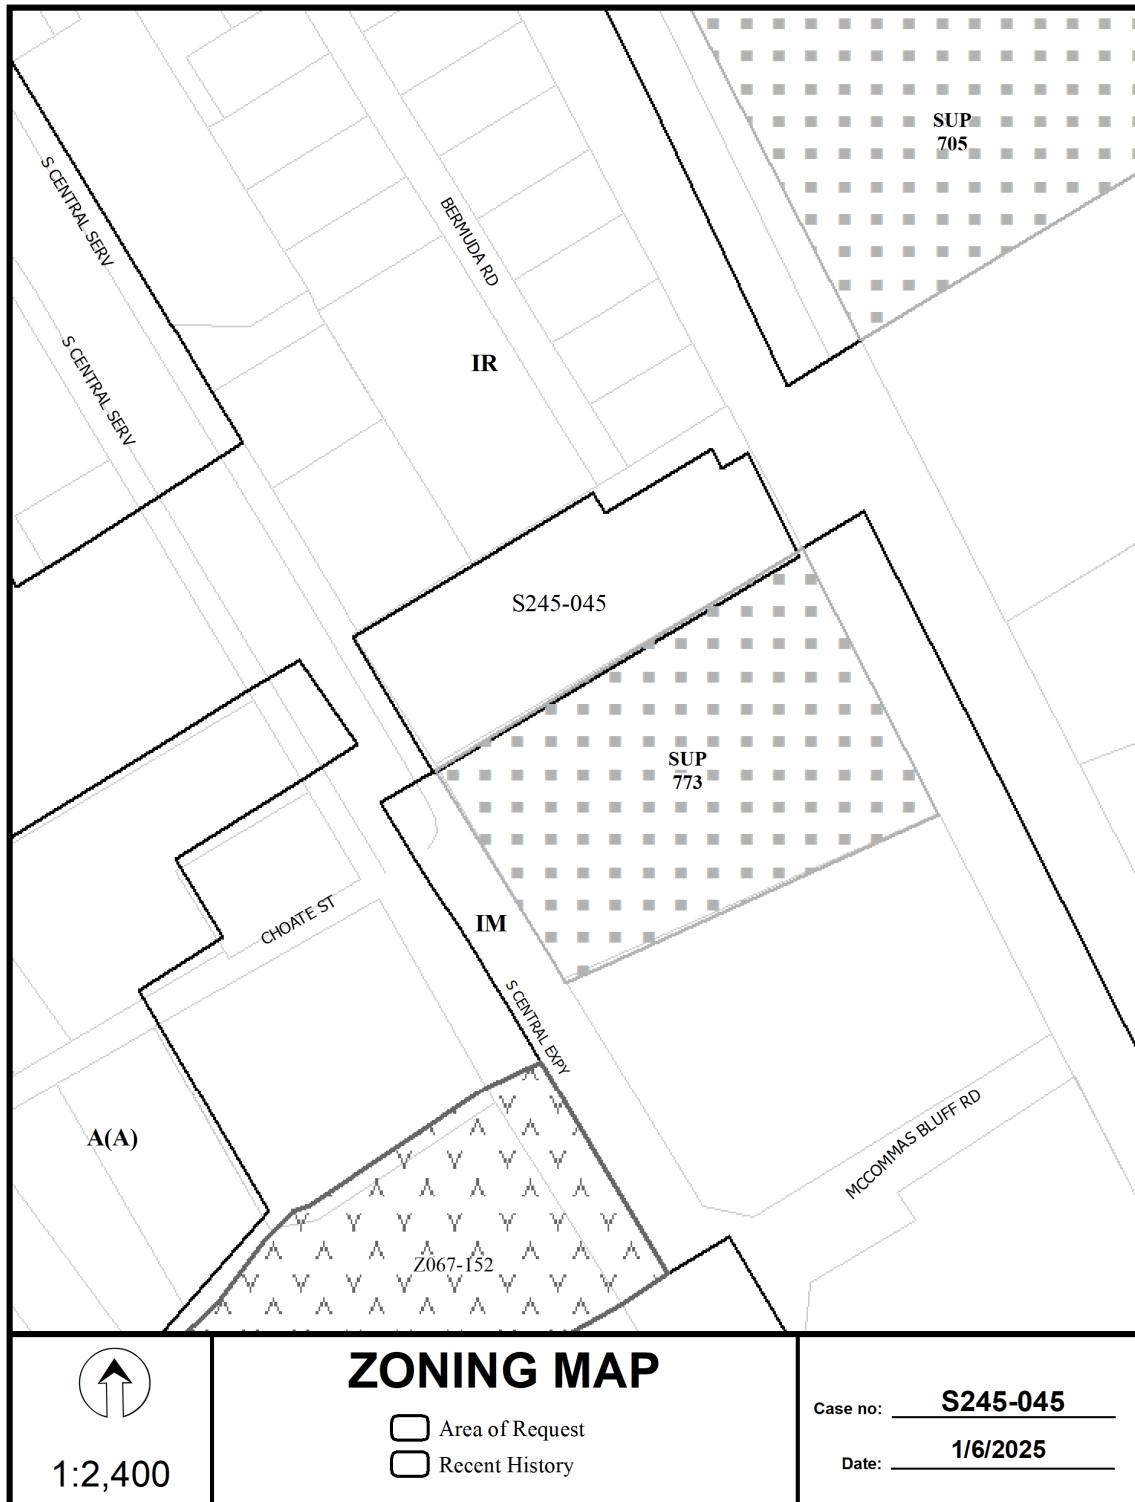 SUP
705
S CENTRAL SERV
BERMUDA RD
S CENTRAL SERV
IR
S245-045
SUP
773
CHOATE ST
IM
S CENTRAL EXPY
A(A)
MCCOMMAS BLUFF RD
Z067-152
1:2,400
ZONING MAP
Area of Request
Recent History
Case no: S245-045
Date: 1/6/2025